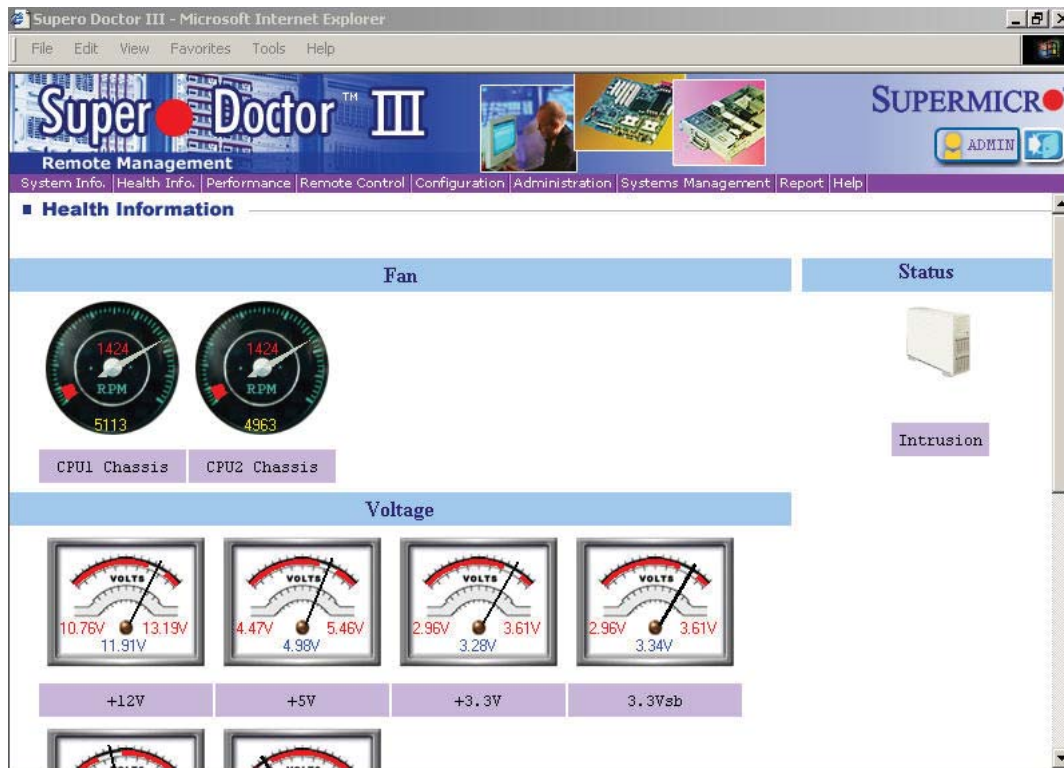 Supero Doctor III - Microsoft Internet Explorer
File Edit View Favorites Tools Help
Super Doctor™ III
Remote Management
SUPERMICR
ADMIN
System Info. Health Info. Performance Remote Control Configuration Administration Systems Management Report Help
Health Information
Fan
Status
1424
RPM
5113
1424
RPM
4963
CPU1 Chassis
CPU2 Chassis
Intrusion
Voltage
VOLTS
10.76V 13.19V
11.91V
VOLTS
4.47V 5.46V
4.98V
VOLTS
2.96V 3.61V
3.28V
VOLTS
2.96V 3.61V
3.34V
+12V
+5V
+3.3V
3.3Vsb